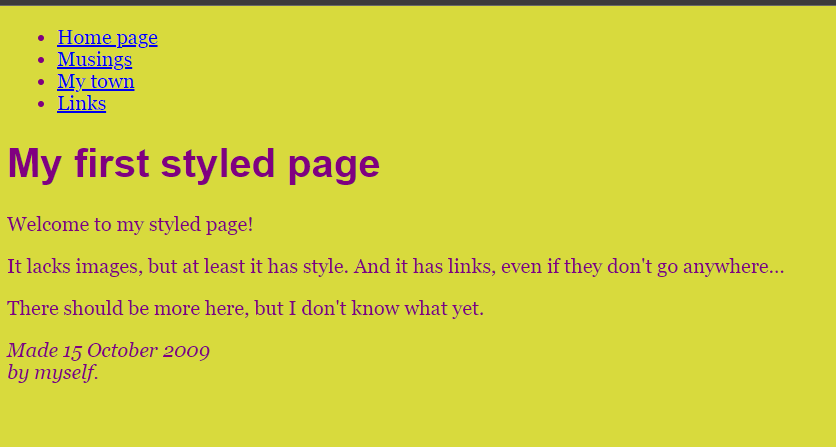 Home page
Musings
My town
Links
My first styled page
Welcome to my styled page!
It lacks images, but at least it has style. And it has links, even if they don't go anywhere...
There should be more here, but I don't know what yet.
Made 15 October 2009
by myself.